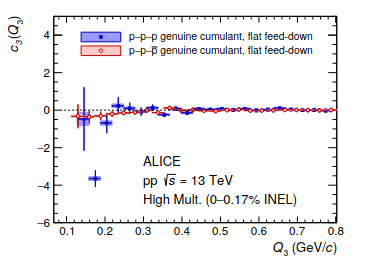 c₃(Q₃)
4
2
0
−2
−4
−6
p–p–p genuine cumulant, flat feed-down
p–p–p̅ genuine cumulant, flat feed-down
ALICE
pp √s = 13 TeV
High Mult. (0–0.17% INEL)
0.1 0.2 0.3 0.4 0.5 0.6 0.7 0.8
Q₃ (GeV/c)